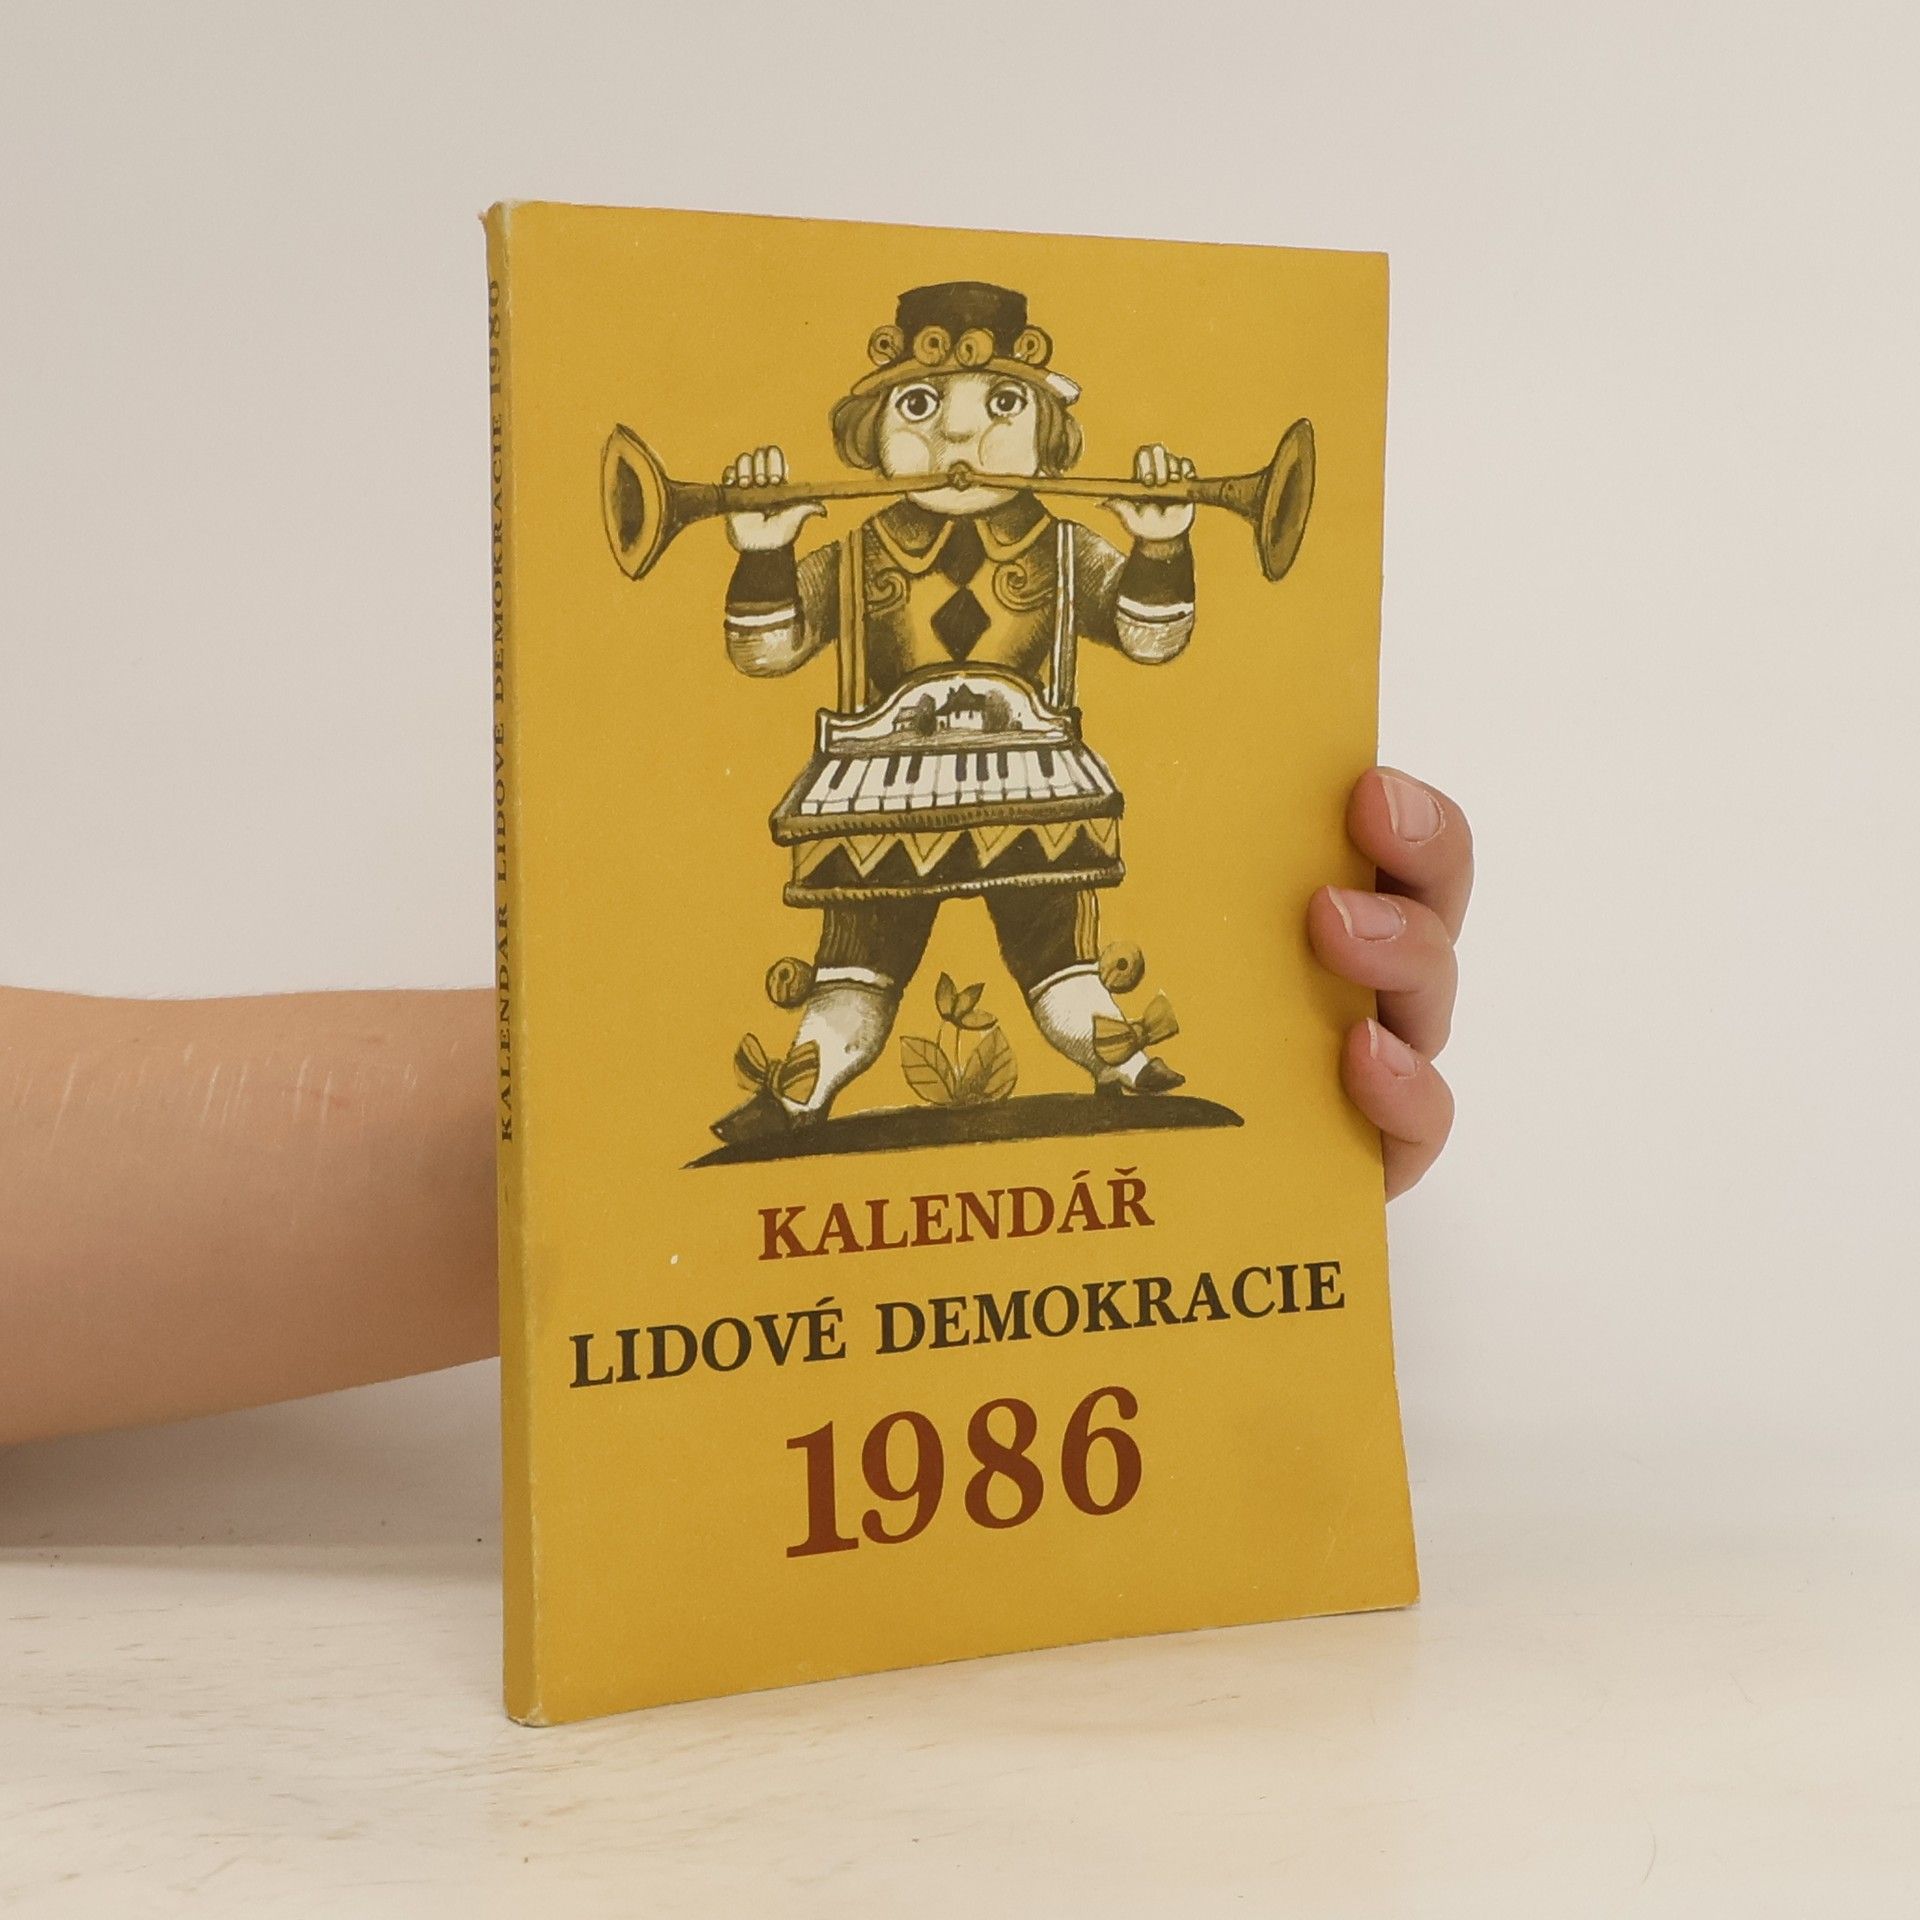 KALENDÁŘ LIDOVÉ DEMOKRACIE 1986
KALENDÁŘ
LIDOVÉ DEMOKRACIE
1986